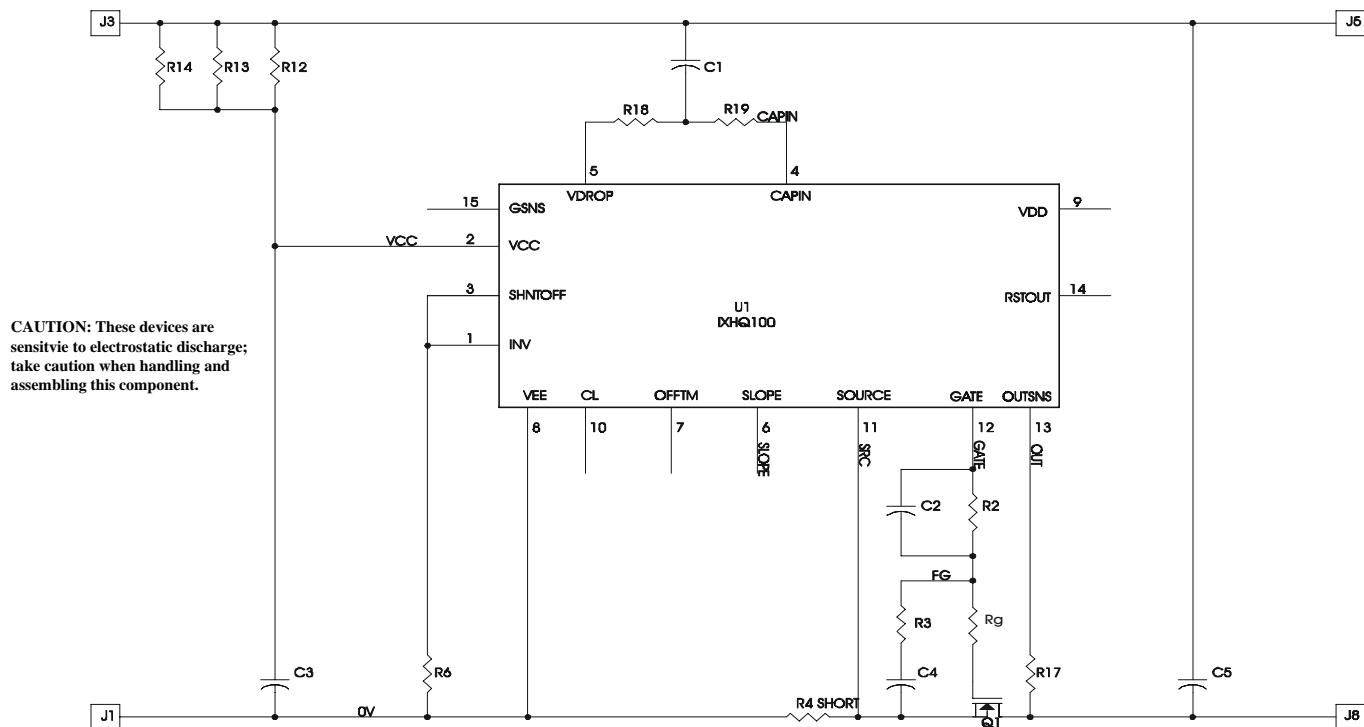 J3
J5
R14
R13
R12
C1
R18
R19
CAPIN
5
4
VDROP
CAPIN
15
GSNS
VDD
9
VCC
2
VCC
3
SHNTOFF
RSTOUT
14
U1
IXHQ100
1
INV
CAUTION: These devices are
sensitvie to electrostatic discharge;
take caution when handling and
assembling this component.
VEE
CL
OFFTM
SLOPE
SOURCE
GATE
OUTSNS
8
10
7
6
11
12
13
SLOPE
SRC
GATE
OUT
C2
R2
FG
R3
Rg
C3
R6
C4
R17
C5
R4 SHORT
J1
0V
Q1
J8